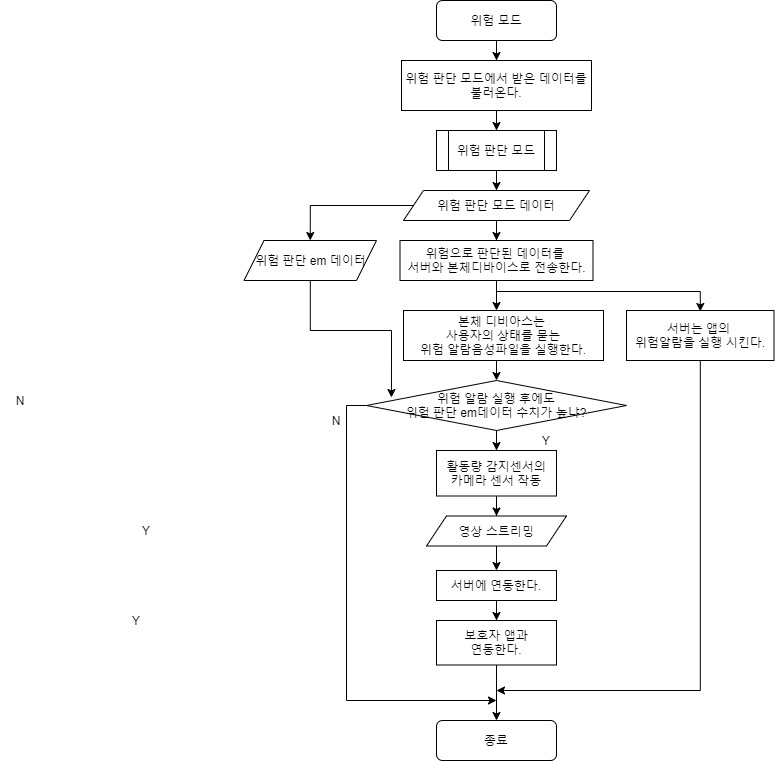 위험 모드
위험 판단 모드에서 받은 데이터를
불러온다.
위험 판단 모드
위험 판단 모드 데이터
위험 판단 em 데이터
위험으로 판단된 데이터를
서버와 본체디바이스로 전송한다.
본체 디비아스는
사용자의 상태를 묻는
위험 알람음성파일을 실행한다.
서버는 앱의
위험알람을 실행 시킨다.
위험 알람 실행 후에도
위험 판단 em데이터 수치가 높냐?
N
N
Y
활동량 감지센서의
카메라 센서 작동
Y
영상 스트리밍
서버에 연동한다.
Y
보호자 앱과
연동한다.
종료